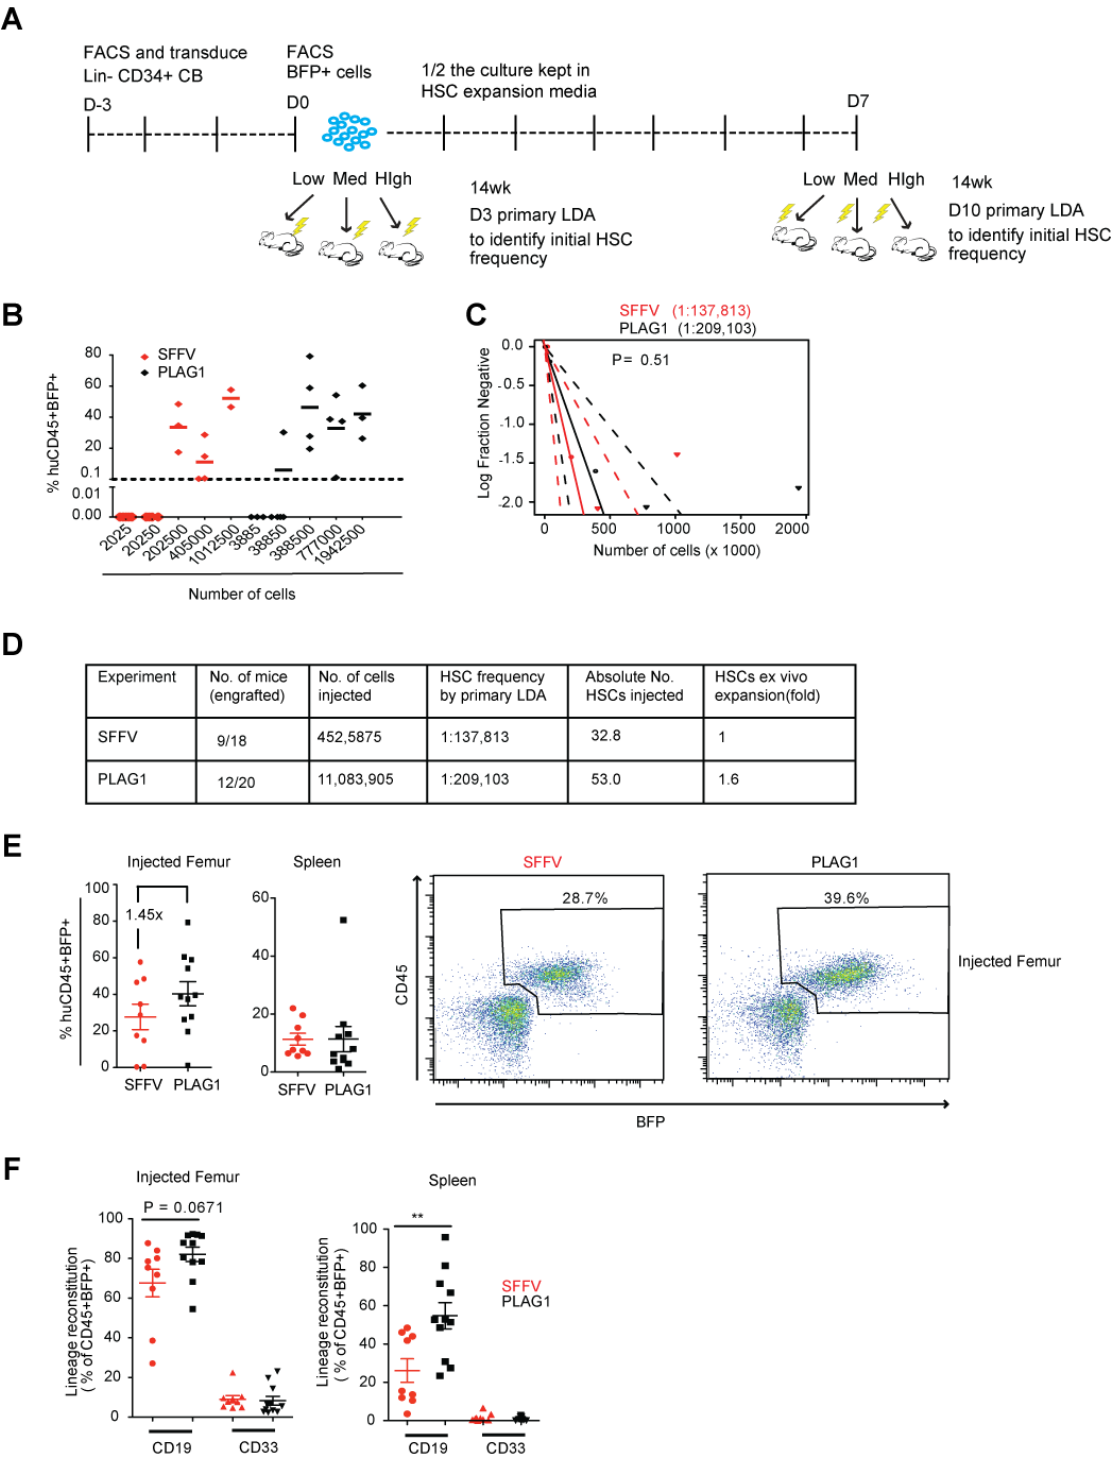 A
FACS and transduce
Lin- CD34+ CB
FACS
BFP+ cells
1/2 the culture kept in
HSC expansion media
D-3
D0
D7
Low Med HIgh
14wk
D3 primary LDA
to identify initial HSC
frequency
Low Med HIgh
14wk
D10 primary LDA
to identify initial HSC
frequency
B
SFFV
PLAG1
% huCD45+BFP+
80
60
40
20
0.1
0.01
0.00
2025
20250
202500
405000
1012500
3885
38850
388500
777000
1942500
Number of cells
C
SFFV (1:137,813)
PLAG1 (1:209,103)
P= 0.51
Log Fraction Negative
0.0
-0.5
-1.0
-1.5
-2.0
0 500 1000 1500 2000
Number of cells (x 1000)
D
Experiment
No. of mice
(engrafted)
No. of cells
injected
HSC frequency
by primary LDA
Absolute No.
HSCs injected
HSCs ex vivo
expansion(fold)
SFFV 9/18 452,5875 1:137,813 32.8 1
PLAG1 12/20 11,083,905 1:209,103 53.0 1.6
E
Injected Femur
% huCD45+BFP+
100
80
60
40
20
0
1.45x
SFFV PLAG1
Spleen
60
40
20
0
SFFV PLAG1
SFFV
28.7%
PLAG1
39.6%
CD45
Injected Femur
BFP
F
Injected Femur
P = 0.0671
Lineage reconstitution
( % of CD45+BFP+)
100
80
60
40
20
0
CD19 CD33
Spleen
**
Lineage reconstitution
( % of CD45+BFP+)
100
80
60
40
20
0
SFFV
PLAG1
CD19 CD33